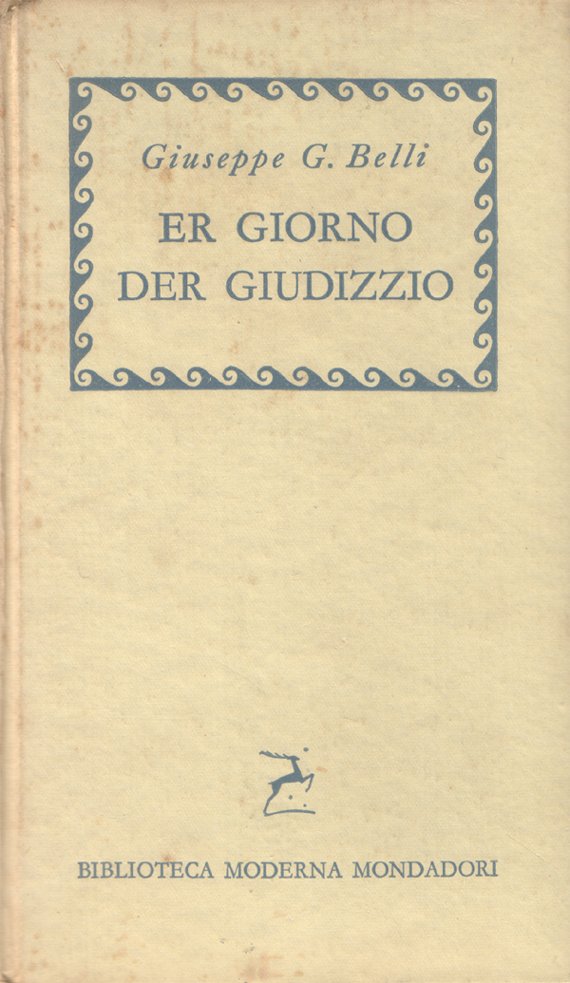 Giuseppe G. Belli
ER GIORNO
DER GIUDIZZIO
BIBLIOTECA MODERNA MONDADORI